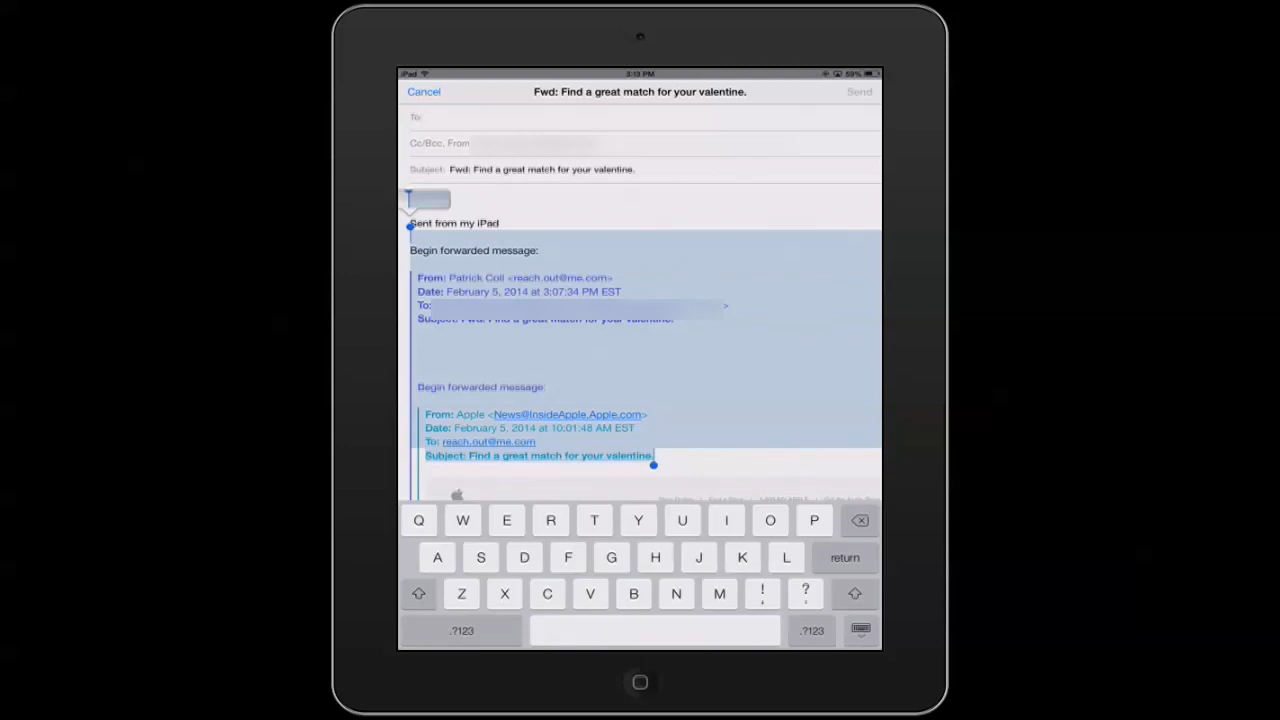 iPad 3:13 PM 59%
Cancel Fwd: Find a great match for your valentine. Send
To:
Cc/Bcc, From
Subject: Fwd: Find a great match for your valentine.
Sent from my iPad
Begin forwarded message:
From: Patrick Coll <reach.out@me.com>
Date: February 5, 2014 at 3:07:34 PM EST
To: >
Subject: Fwd: Find a great match for your valentine.
Begin forwarded message:
From: Apple <News@InsideApple.Apple.com>
Date: February 5, 2014 at 10:01:48 AM EST
To: reach.out@me.com
Subject: Find a great match for your valentine.
Q W E R T Y U I O P
A S D F G H J K L return
Z X C V B N M ! , ? .
.?123 .?123